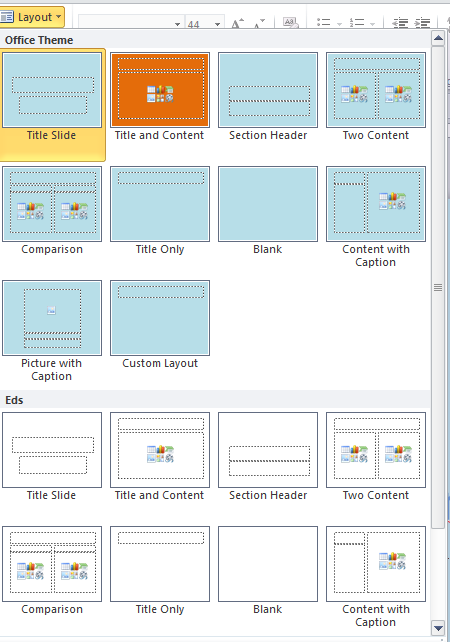 Layout 44 Aa
Office Theme
Title Slide Title and Content Section Header Two Content
Comparison Title Only Blank Content with
Caption
Picture with Custom Layout
Caption
Eds
Title Slide Title and Content Section Header Two Content
Comparison Title Only Blank Content with
Caption